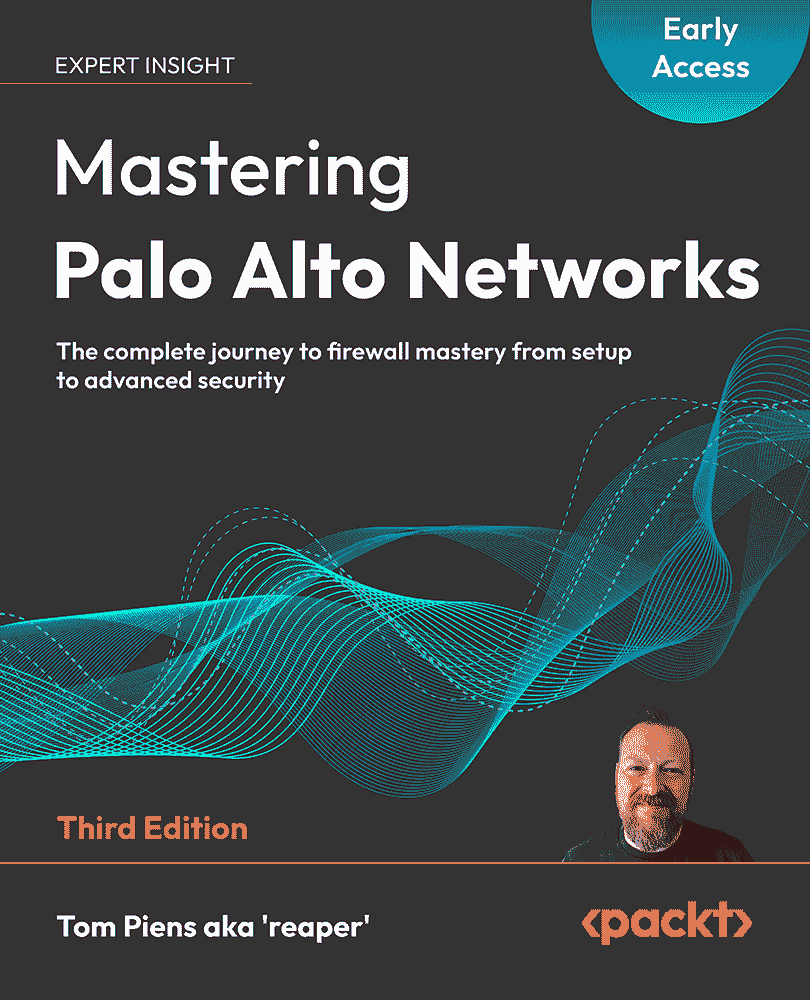 Early
Access
EXPERT INSIGHT
Mastering
Palo Alto Networks
The complete journey to firewall mastery from setup
to advanced security
Third Edition
Tom Piens aka 'reaper'
<packt>